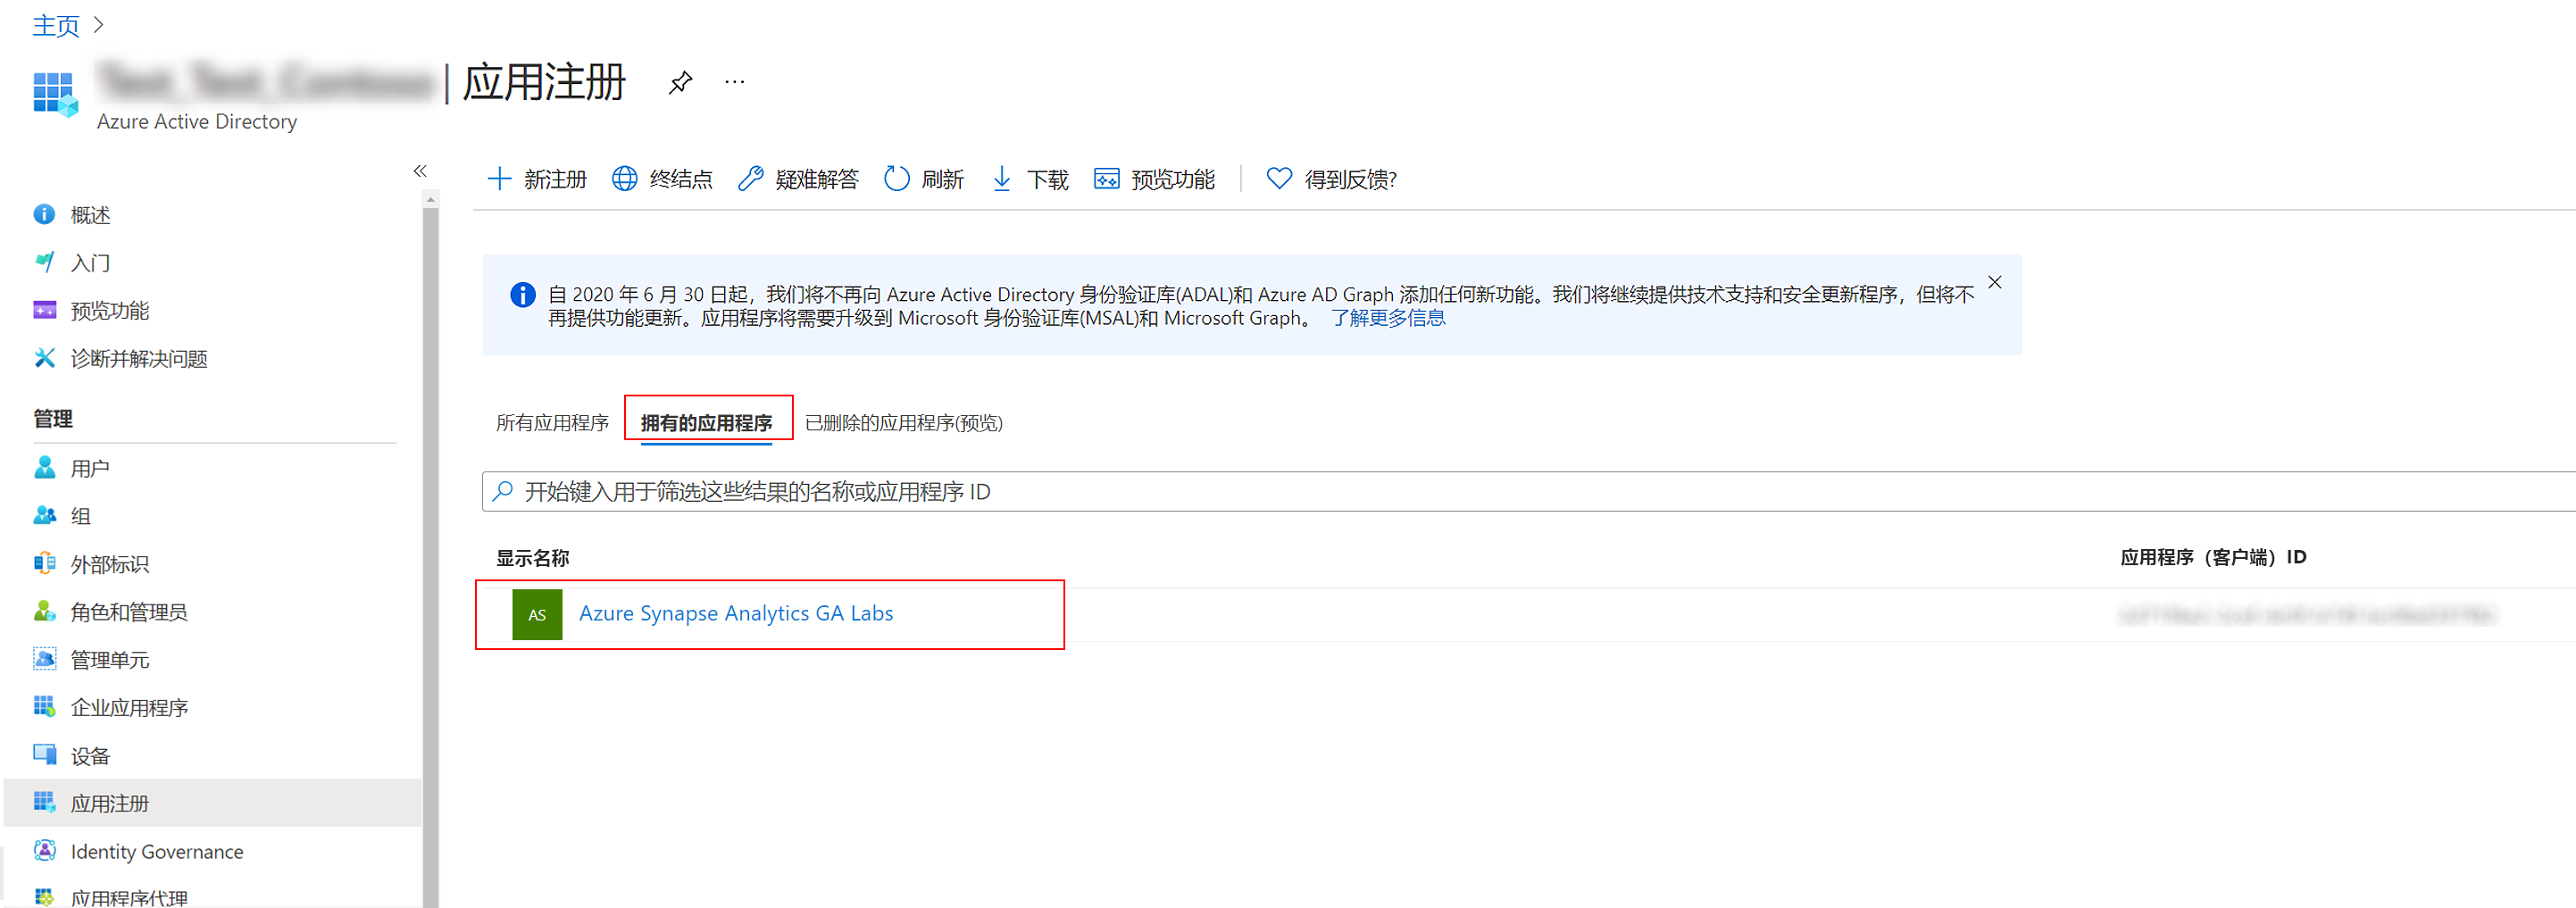 主页
| 应用注册
Azure Active Directory
新注册 终结点 疑难解答 刷新 下载 预览功能 得到反馈?
概述
入门
预览功能
诊断并解决问题
管理
用户
组
外部标识
角色和管理员
管理单元
企业应用程序
设备
应用注册
Identity Governance
应用程序代理
自 2020 年 6 月 30 日起，我们将不再向 Azure Active Directory 身份验证库(ADAL)和 Azure AD Graph 添加任何新功能。我们将继续提供技术支持和安全更新程序，但将不
再提供功能更新。应用程序将需要升级到 Microsoft 身份验证库(MSAL)和 Microsoft Graph。 了解更多信息
所有应用程序 拥有的应用程序 已删除的应用程序(预览)
开始键入用于筛选这些结果的名称或应用程序 ID
显示名称 应用程序（客户端）ID
AS Azure Synapse Analytics GA Labs